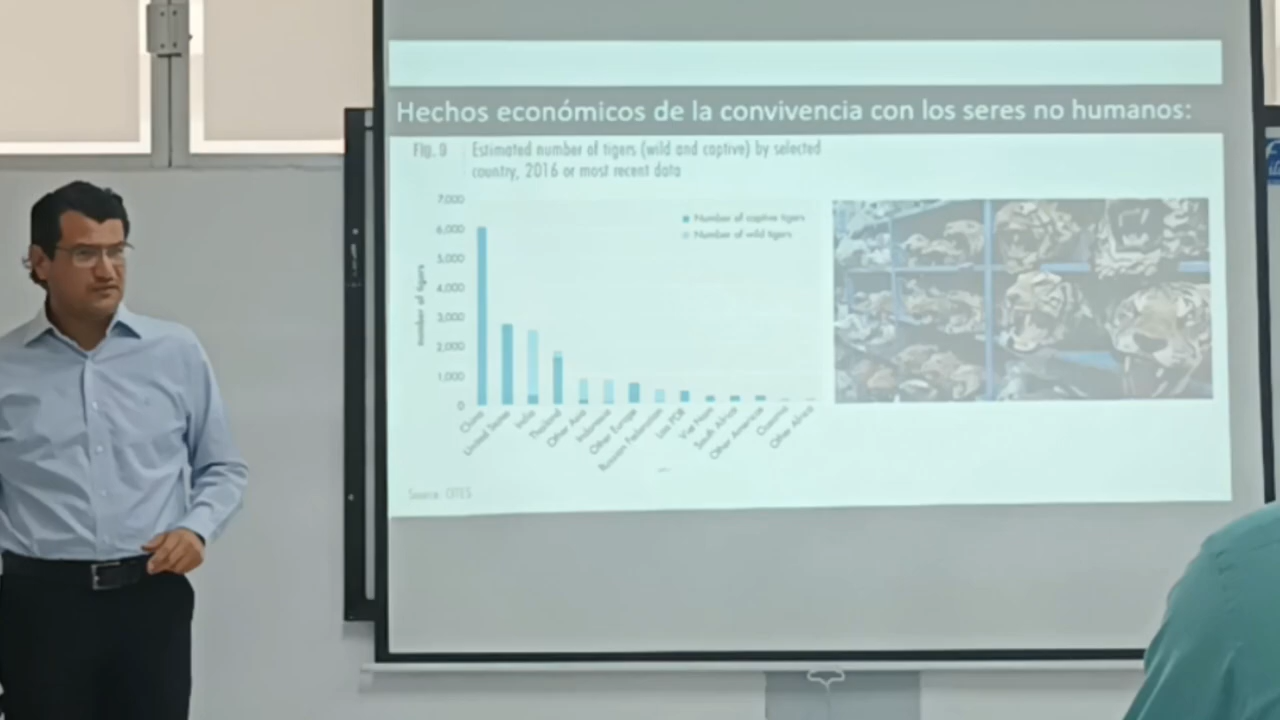 Hechos económicos de la convivencia con los seres no humanos:
Fig. 9
Estimated number of tigers (wild and captive) by selected
country, 2016 or most recent data
7,000
6,000
5,000
4,000
3,000
2,000
1,000
0
number of tigers
Number of captive tigers
Number of wild tigers
China
United States
India
Thailand
Other Asia
Indonesia
Other Europe
Russian Federation
Lao PDR
Viet Nam
South Africa
Other America
Oceania
Other Africa
Source: CITES